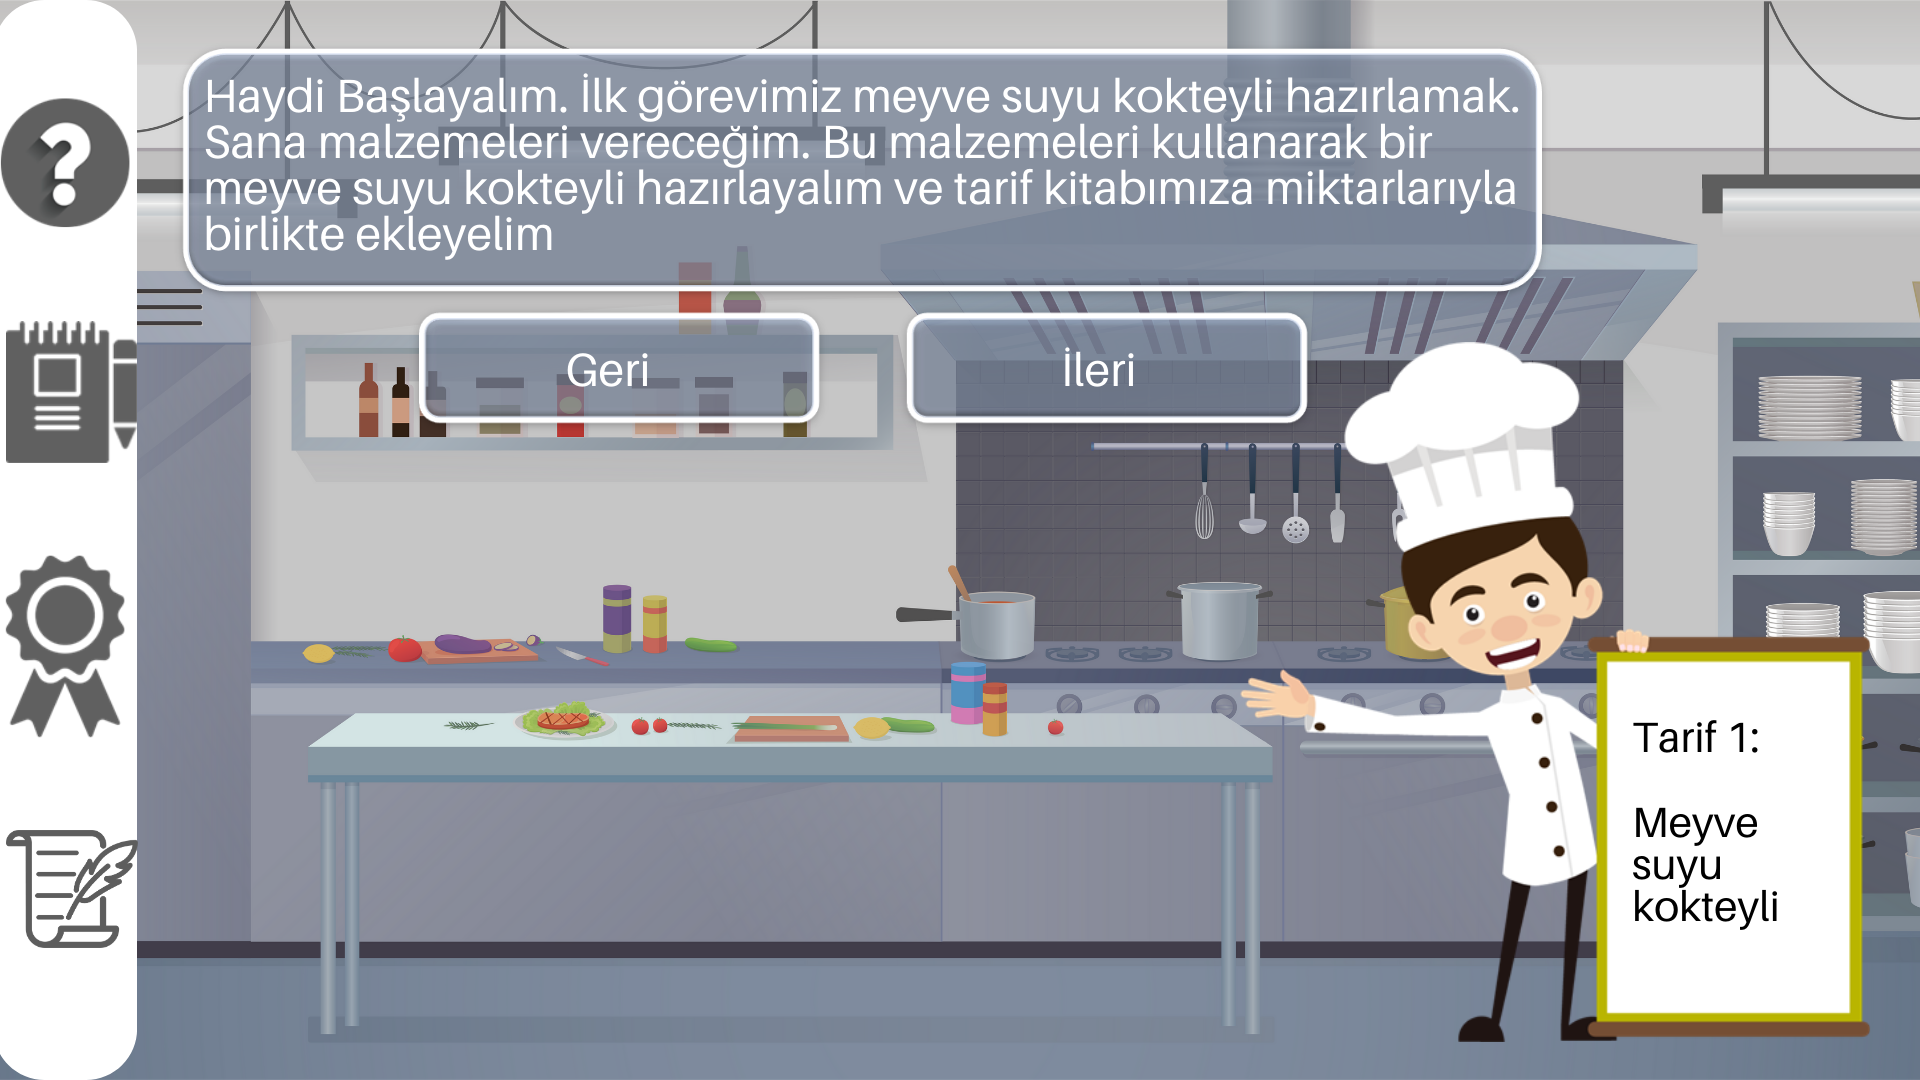 Haydi Başlayalım. İlk görevimiz meyve suyu kokteyli hazırlamak.
Sana malzemeleri vereceğim. Bu malzemeleri kullanarak bir
meyve suyu kokteyli hazırlayalım ve tarif kitabımıza miktarlarıyla
birlikte ekleyelim
Geri
İleri
Tarif 1:
Meyve
suyu
kokteyli